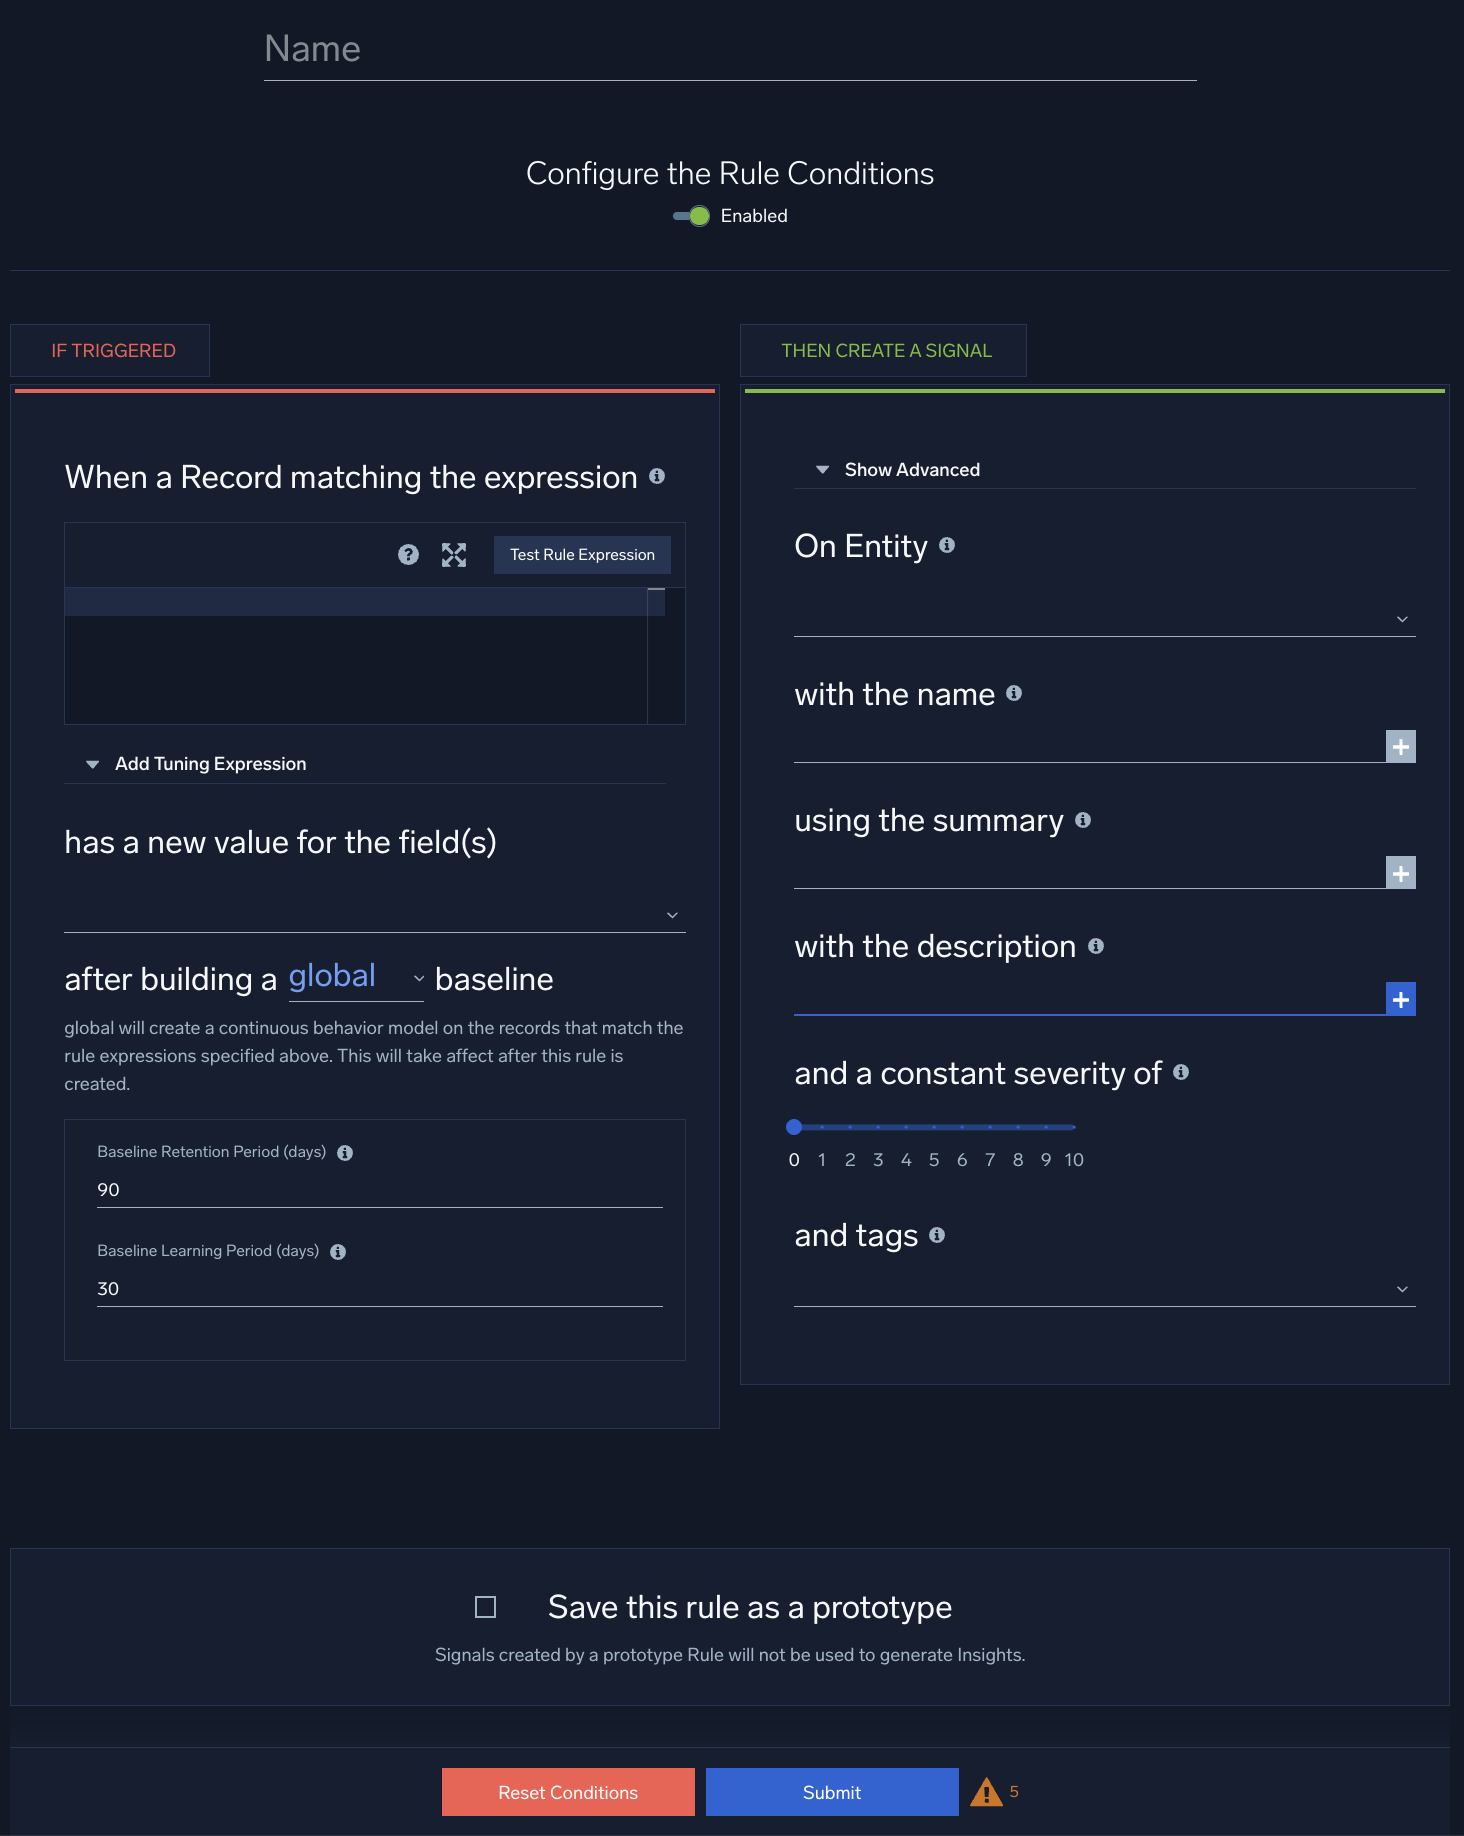 Name
Configure the Rule Conditions
Enabled
IF TRIGGERED
When a Record matching the expression
Test Rule Expression
Add Tuning Expression
has a new value for the field(s)
after building a global baseline
global will create a continuous behavior model on the records that match the
rule expressions specified above. This will take affect after this rule is
created.
Baseline Retention Period (days)
90
Baseline Learning Period (days)
30
THEN CREATE A SIGNAL
Show Advanced
On Entity
with the name
using the summary
with the description
and a constant severity of
0 1 2 3 4 5 6 7 8 9 10
and tags
Save this rule as a prototype
Signals created by a prototype Rule will not be used to generate Insights.
Reset Conditions
Submit
5